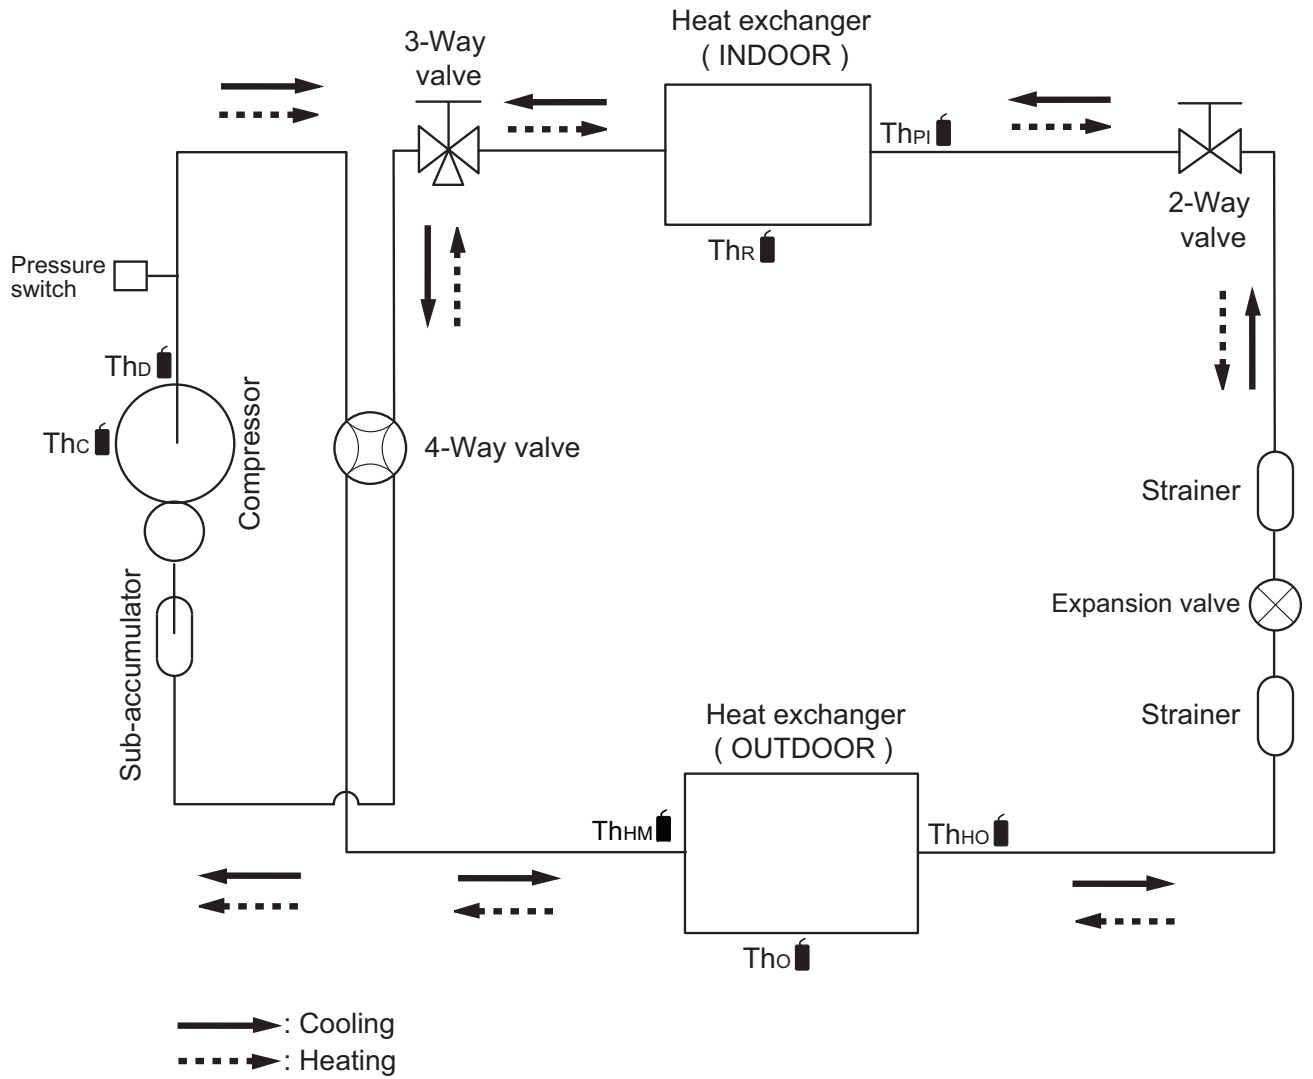 Heat exchanger
( INDOOR )
3-Way
valve
ThPI
2-Way
valve
ThR
Pressure
switch
ThD
Compressor
ThC
4-Way valve
Strainer
Expansion valve
Sub-accumulator
Strainer
Heat exchanger
( OUTDOOR )
ThHM
ThHO
ThO
: Cooling
: Heating